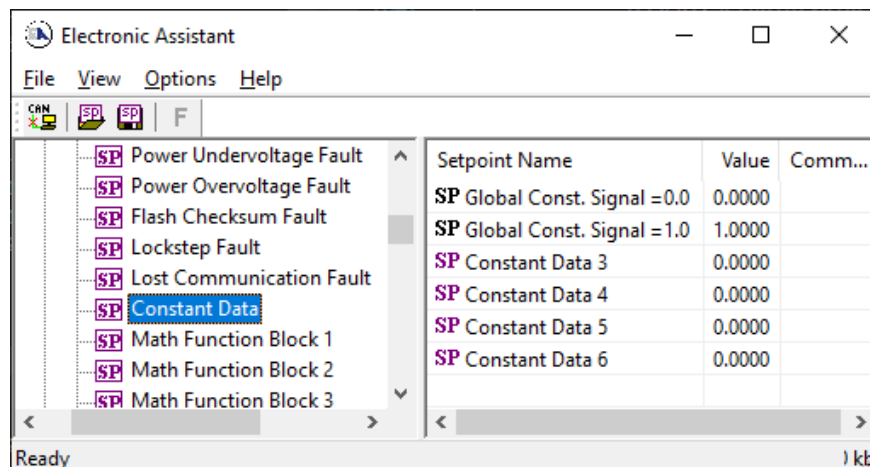 Electronic Assistant
File View Options Help
CAN SP SP F
SP Power Undervoltage Fault
SP Power Overvoltage Fault
SP Flash Checksum Fault
SP Lockstep Fault
SP Lost Communication Fault
SP Constant Data
SP Math Function Block 1
SP Math Function Block 2
SP Math Function Block 3
Setpoint Name Value Comm...
SP Global Const. Signal =0.0 0.0000
SP Global Const. Signal =1.0 1.0000
SP Constant Data 3 0.0000
SP Constant Data 4 0.0000
SP Constant Data 5 0.0000
SP Constant Data 6 0.0000
Ready kb